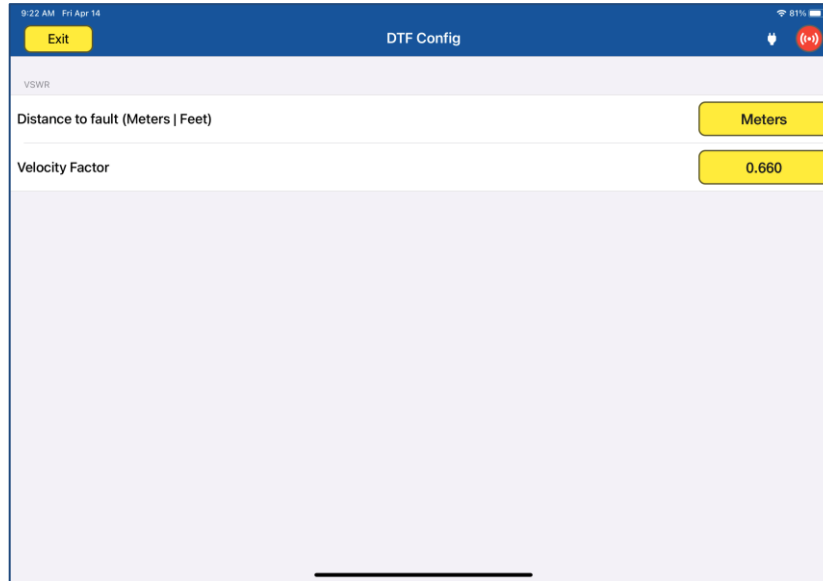 9:22 AM Fri Apr 14 81%
Exit DTF Config
VSWR
Distance to fault (Meters | Feet) Meters
Velocity Factor 0.660